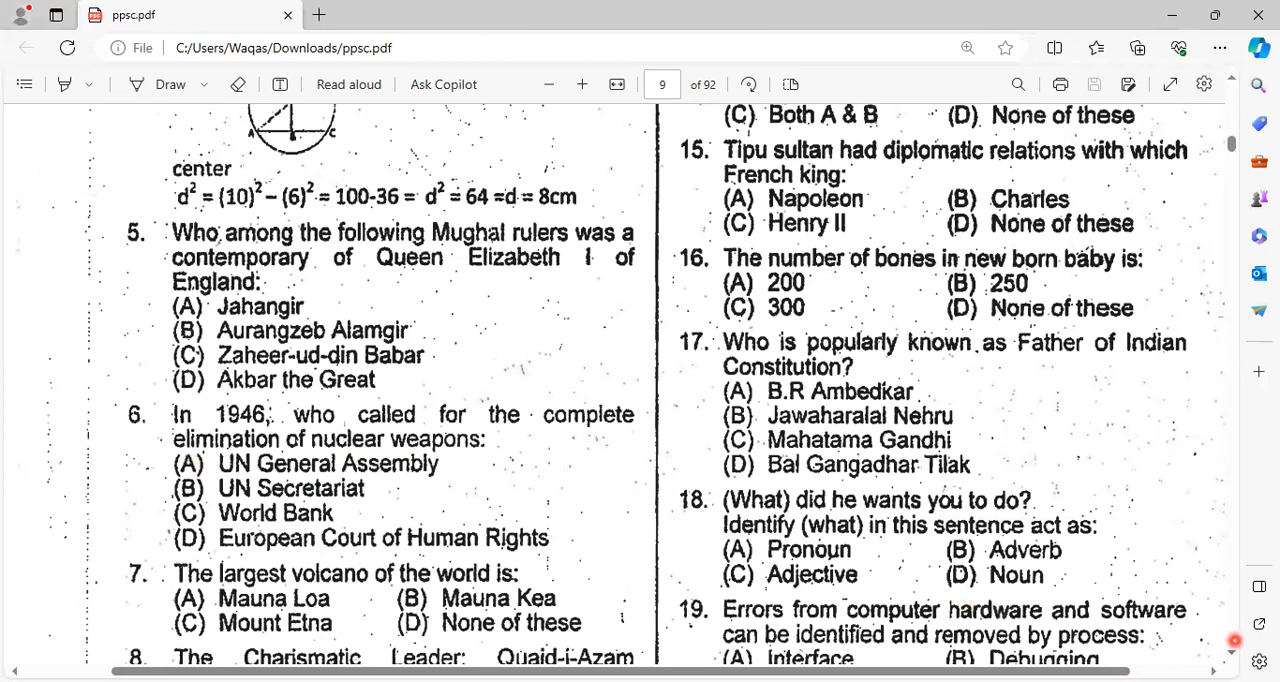 ppsc.pdf
File
C:/Users/Waqas/Downloads/ppsc.pdf
Draw
Read aloud
Ask Copilot
9
of 92
A
C
center
d² = (10)² – (6)² = 100-36 = d² = 64 =d = 8cm
5. Who among the following Mughal rulers was a
contemporary of Queen Elizabeth I of
England:
(A) Jahangir
(B) Aurangzeb Alamgir
(C) Zaheer-ud-din Babar
(D) Akbar the Great
6. In 1946, who called for the complete
elimination of nuclear weapons:
(A) UN General Assembly
(B) UN Secretariat
(C) World Bank
(D) European Court of Human Rights
7. The largest volcano of the world is:
(A) Mauna Loa (B) Mauna Kea
(C) Mount Etna (D) None of these
8. The Charismatic Leader: Quaid-i-Azam
(C) Both A & B (D) None of these
15. Tipu sultan had diplomatic relations with which
French king:
(A) Napoleon (B) Charles
(C) Henry II (D) None of these
16. The number of bones in new born baby is:
(A) 200 (B) 250
(C) 300 (D) None of these
17. Who is popularly known as Father of Indian
Constitution?
(A) B.R Ambedkar
(B) Jawaharalal Nehru
(C) Mahatama Gandhi
(D) Bal Gangadhar Tilak
18. (What) did he wants you to do?
Identify (what) in this sentence act as:
(A) Pronoun (B) Adverb
(C) Adjective (D) Noun
19. Errors from computer hardware and software
can be identified and removed by process:
(A) Interface (B) Debugging